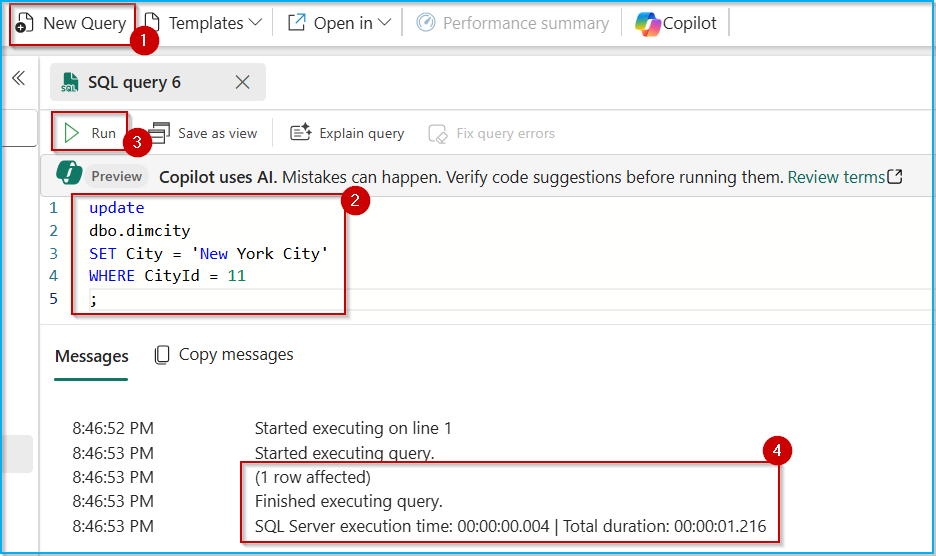 New Query Templates Open in Performance summary Copilot
1
SQL query 6
Run Save as view Explain query Fix query errors
3
Preview Copilot uses AI. Mistakes can happen. Verify code suggestions before running them. Review terms
2
1 update
2 dbo.dimcity
3 SET City = 'New York City'
4 WHERE CityId = 11
5 ;
Messages Copy messages
8:46:52 PM Started executing on line 1
8:46:53 PM Started executing query.
4
8:46:53 PM (1 row affected)
8:46:53 PM Finished executing query.
8:46:53 PM SQL Server execution time: 00:00:00.004 | Total duration: 00:00:01.216